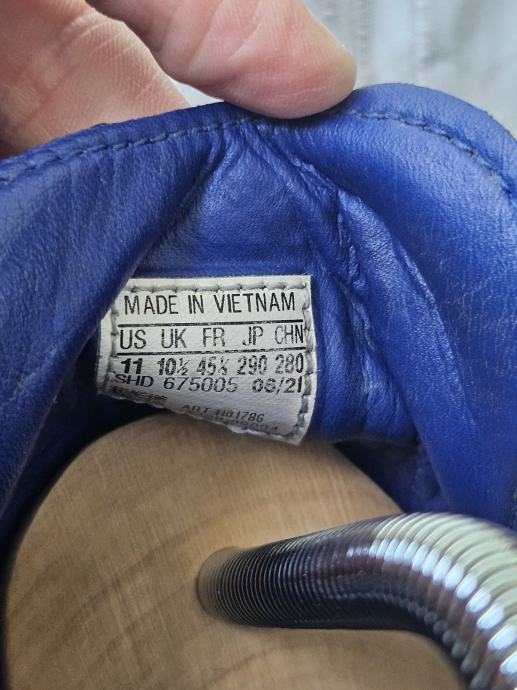 MADE IN VIETNAM
US UK FR JP CHN
11 10½ 45⅓ 290 280
SHD 675005 06/21
ART H01786